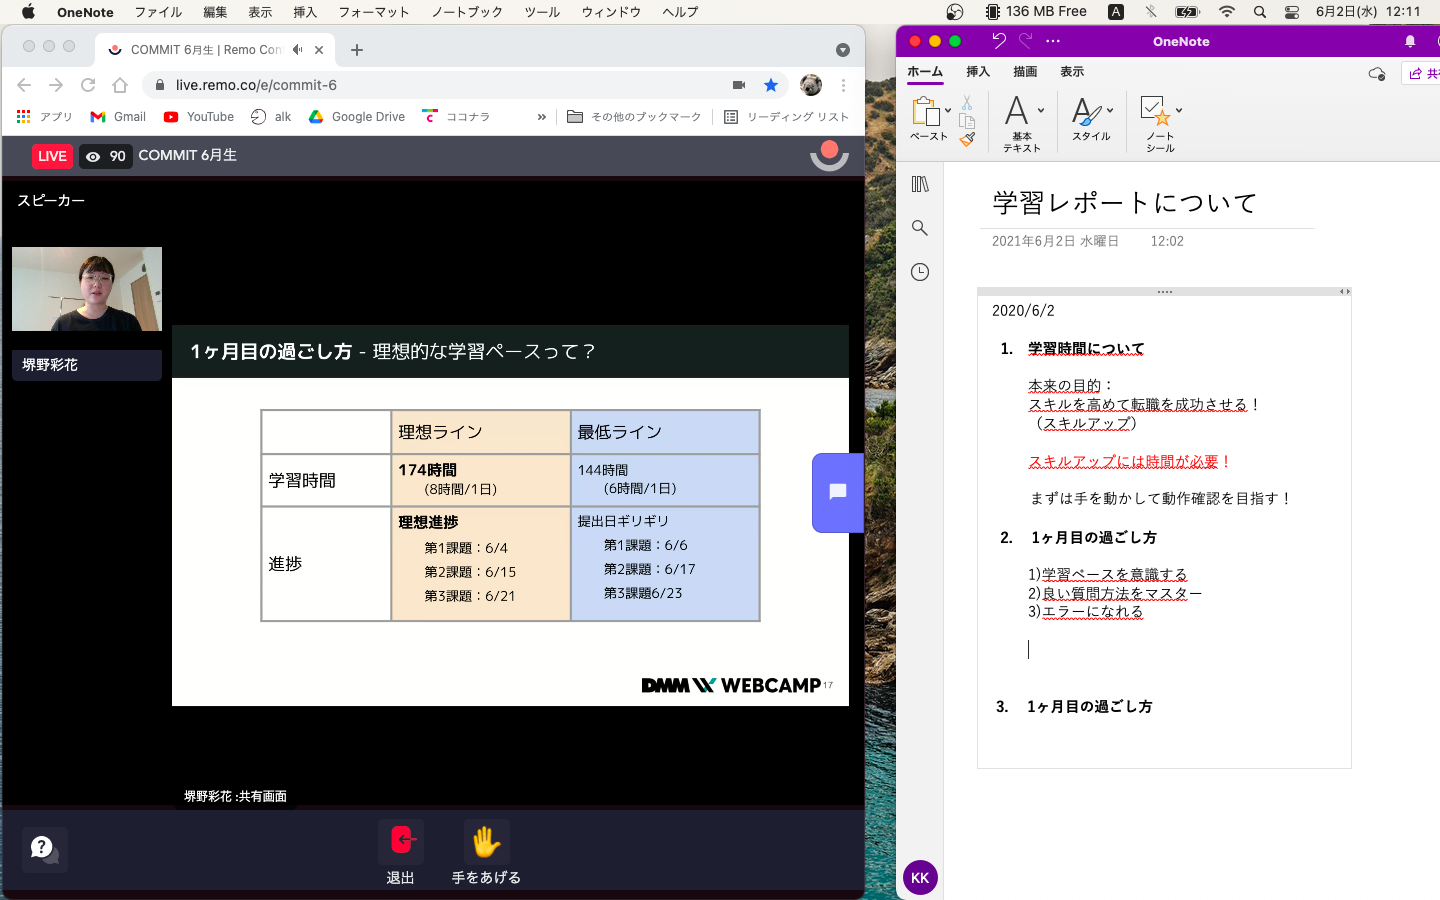 OneNote ファイル 編集 表示 挿入 フォーマット ノートブック ツール ウィンドウ ヘルプ 136 MB Free A 6月2日(水) 12:11
COMMIT 6月生 | Remo Con
live.remo.co/e/commit-6
アプリ Gmail YouTube alk Google Drive ココナラ » その他のブックマーク リーディング リスト
LIVE 90 COMMIT 6月生
スピーカー
堺野彩花
1ヶ月目の過ごし方 - 理想的な学習ペースって？
理想ライン 最低ライン
学習時間 174時間 144時間
(8時間/1日) (6時間/1日)
進捗 理想進捗 提出日ギリギリ
第1課題：6/4 第1課題：6/6
第2課題：6/15 第2課題：6/17
第3課題：6/21 第3課題6/23
DMM WEBCAMP 17
堺野彩花 :共有画面
退出 手をあげる
OneNote
ホーム 挿入 描画 表示 共
ペースト 基本 スタイル ノート
テキスト シール
学習レポートについて
2021年6月2日 水曜日 12:02
2020/6/2
1. 学習時間について
本来の目的：
スキルを高めて転職を成功させる！
（スキルアップ）
スキルアップには時間が必要！
まずは手を動かして動作確認を目指す！
2. 1ヶ月目の過ごし方
1)学習ペースを意識する
2)良い質問方法をマスター
3)エラーになれる
3. 1ヶ月目の過ごし方
KK